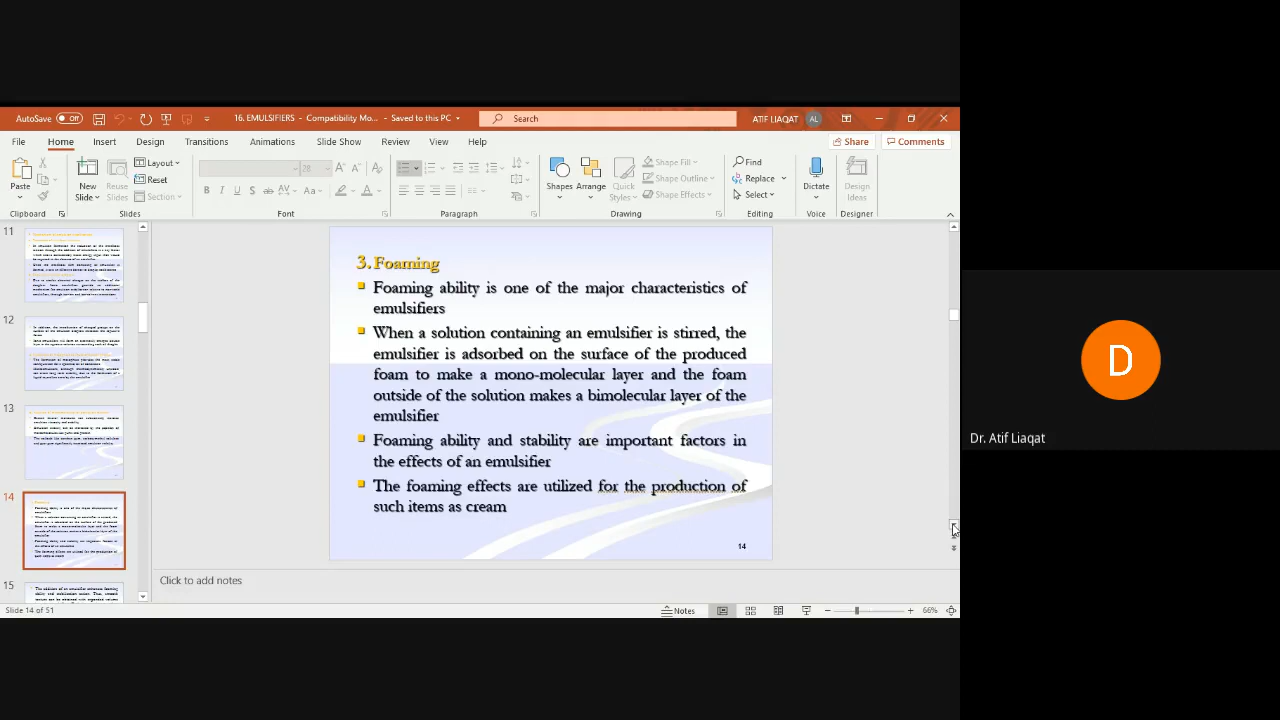 AutoSave Off 16. EMULSIFIERS - Compatibility Mo... - Saved to this PC Search ATIF LIAQAT AL
File Home Insert Design Transitions Animations Slide Show Review View Help Share Comments
Paste New Slide Reuse Slides Layout Reset Section 28 Shapes Arrange Quick Styles Shape Fill Shape Outline Shape Effects Find Replace Select Dictate Design Ideas
Clipboard Slides Font Paragraph Drawing Editing Voice Designer
11
12
13
14
15
3. Foaming
Foaming ability is one of the major characteristics of
emulsifiers
When a solution containing an emulsifier is stirred, the
emulsifier is adsorbed on the surface of the produced
foam to make a mono-molecular layer and the foam
outside of the solution makes a bimolecular layer of the
emulsifier
Foaming ability and stability are important factors in
the effects of an emulsifier
The foaming effects are utilized for the production of
such items as cream
14
Click to add notes
Slide 14 of 51 Notes 66%
D
Dr. Atif Liaqat